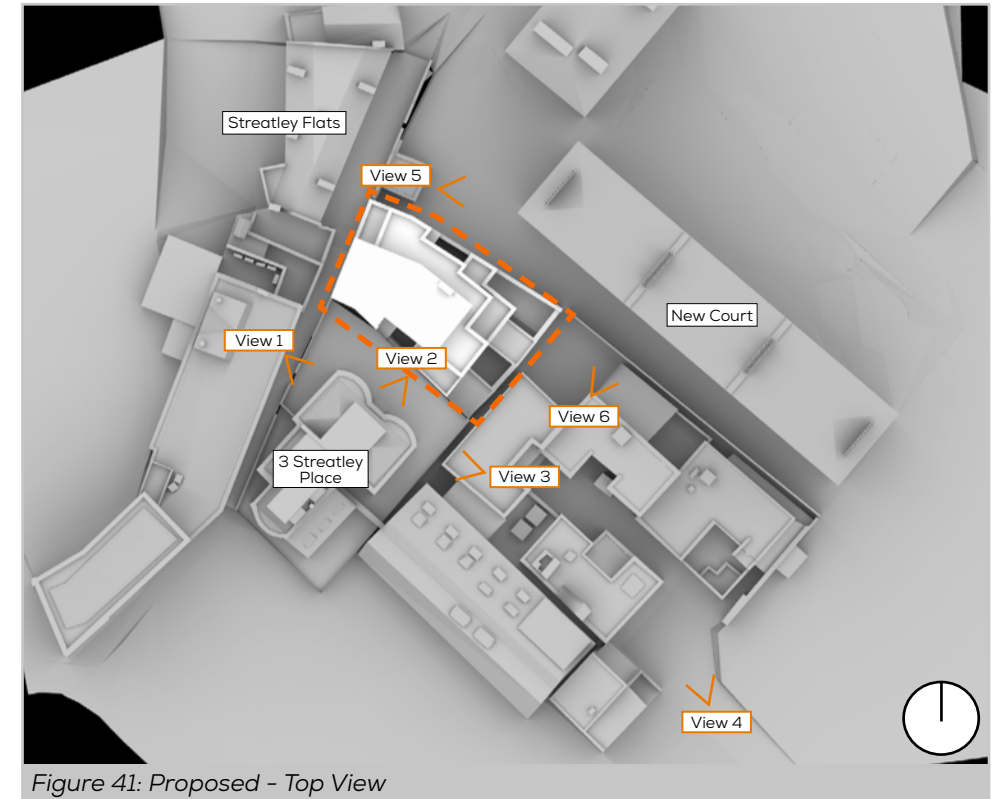 Streatley Flats
View 5
New Court
View 1
View 2
View 6
3 Streatley
Place
View 3
View 4
Figure 41: Proposed - Top View